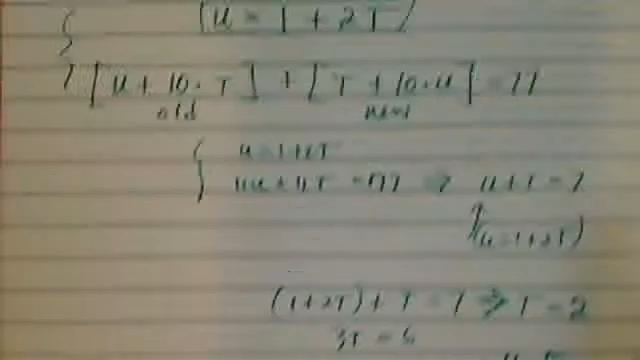 (u = 1 + 2T)
[u + 10·T] + [T + 10·u] = 77
old new
u = 1 + 2T
11u + 11T = 77 ⇒ u + T = 7
(u = 1 + 2T)
(1 + 2T) + T = 7 ⇒ T = 2
3T = 6